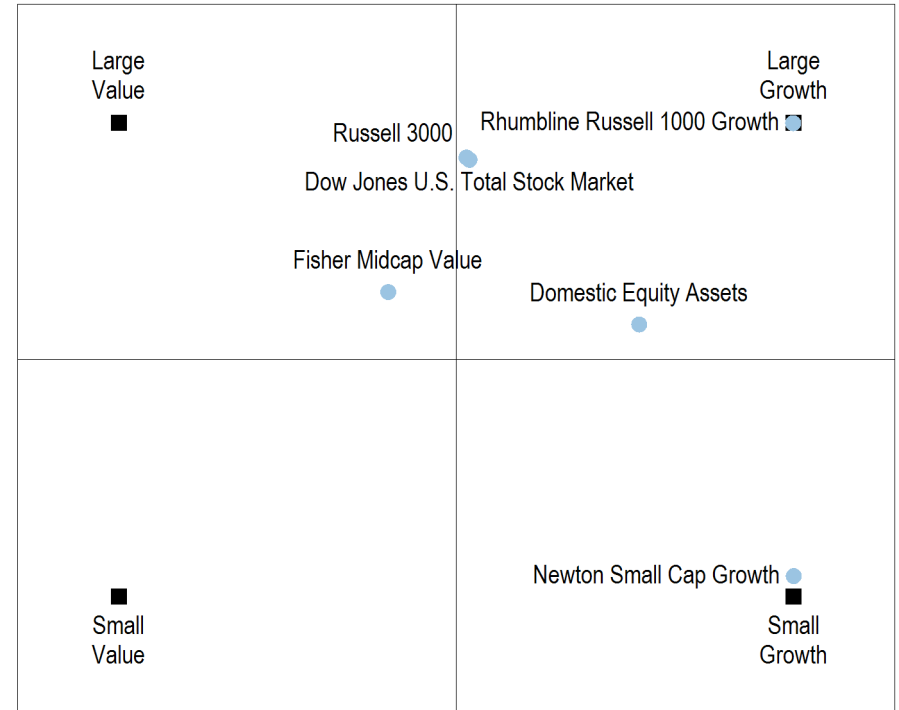 Large
Value
Large
Growth
Russell 3000
Rhumbline Russell 1000 Growth
Dow Jones U.S. Total Stock Market
Fisher Midcap Value
Domestic Equity Assets
Newton Small Cap Growth
Small
Value
Small
Growth